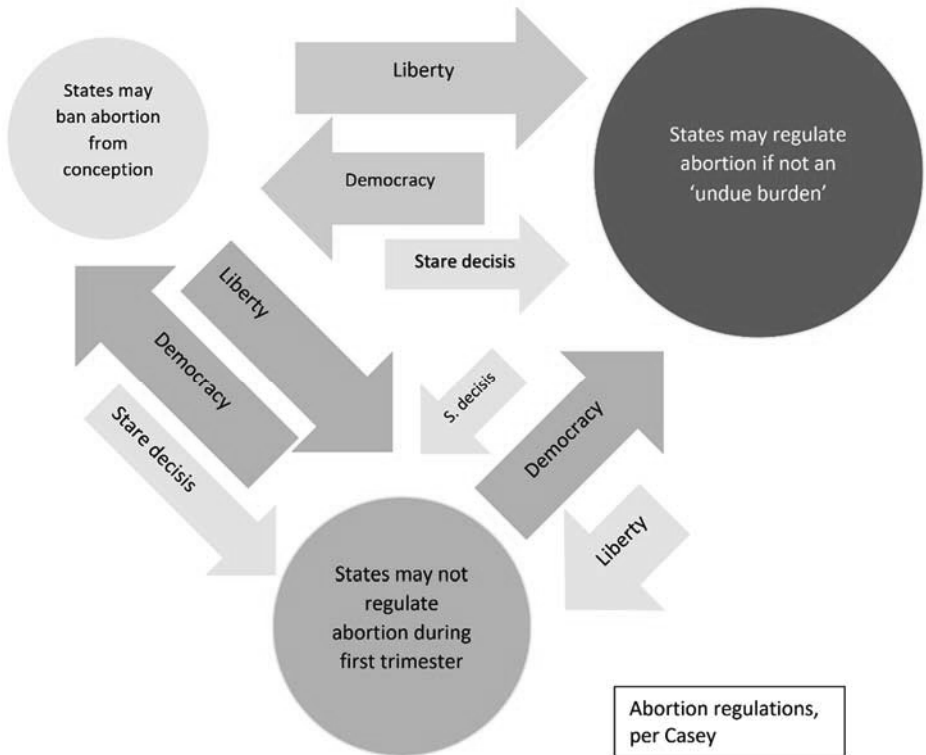 States may
ban abortion
from
conception
Liberty
Democracy
Stare decisis
States may regulate
abortion if not an
‘undue burden’
Liberty
Democracy
Stare decisis
S. decisis
Democracy
Liberty
States may not
regulate
abortion during
first trimester
Abortion regulations,
per Casey